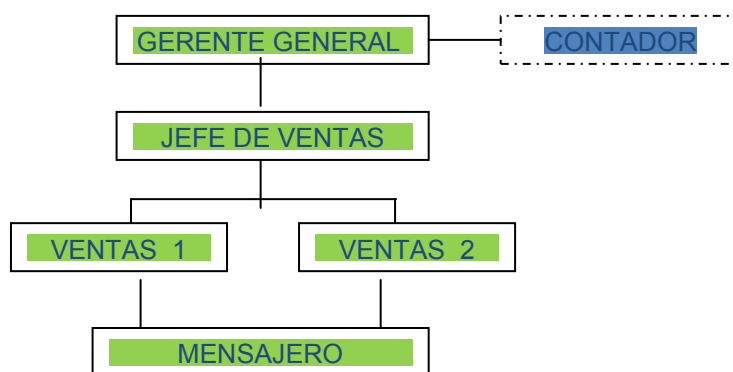 GERENTE GENERAL
CONTADOR
JEFE DE VENTAS
VENTAS 1
VENTAS 2
MENSAJERO